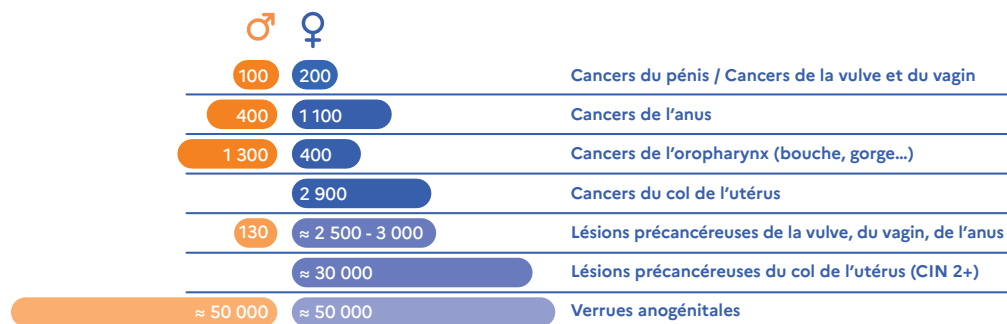 ♂ ♀
100 200 Cancers du pénis / Cancers de la vulve et du vagin
400 1 100 Cancers de l'anus
1 300 400 Cancers de l'oropharynx (bouche, gorge...)
2 900 Cancers du col de l'utérus
130 ≈ 2 500 - 3 000 Lésions précancéreuses de la vulve, du vagin, de l'anus
≈ 30 000 Lésions précancéreuses du col de l'utérus (CIN 2+)
≈ 50 000 ≈ 50 000 Verrues anogénitales